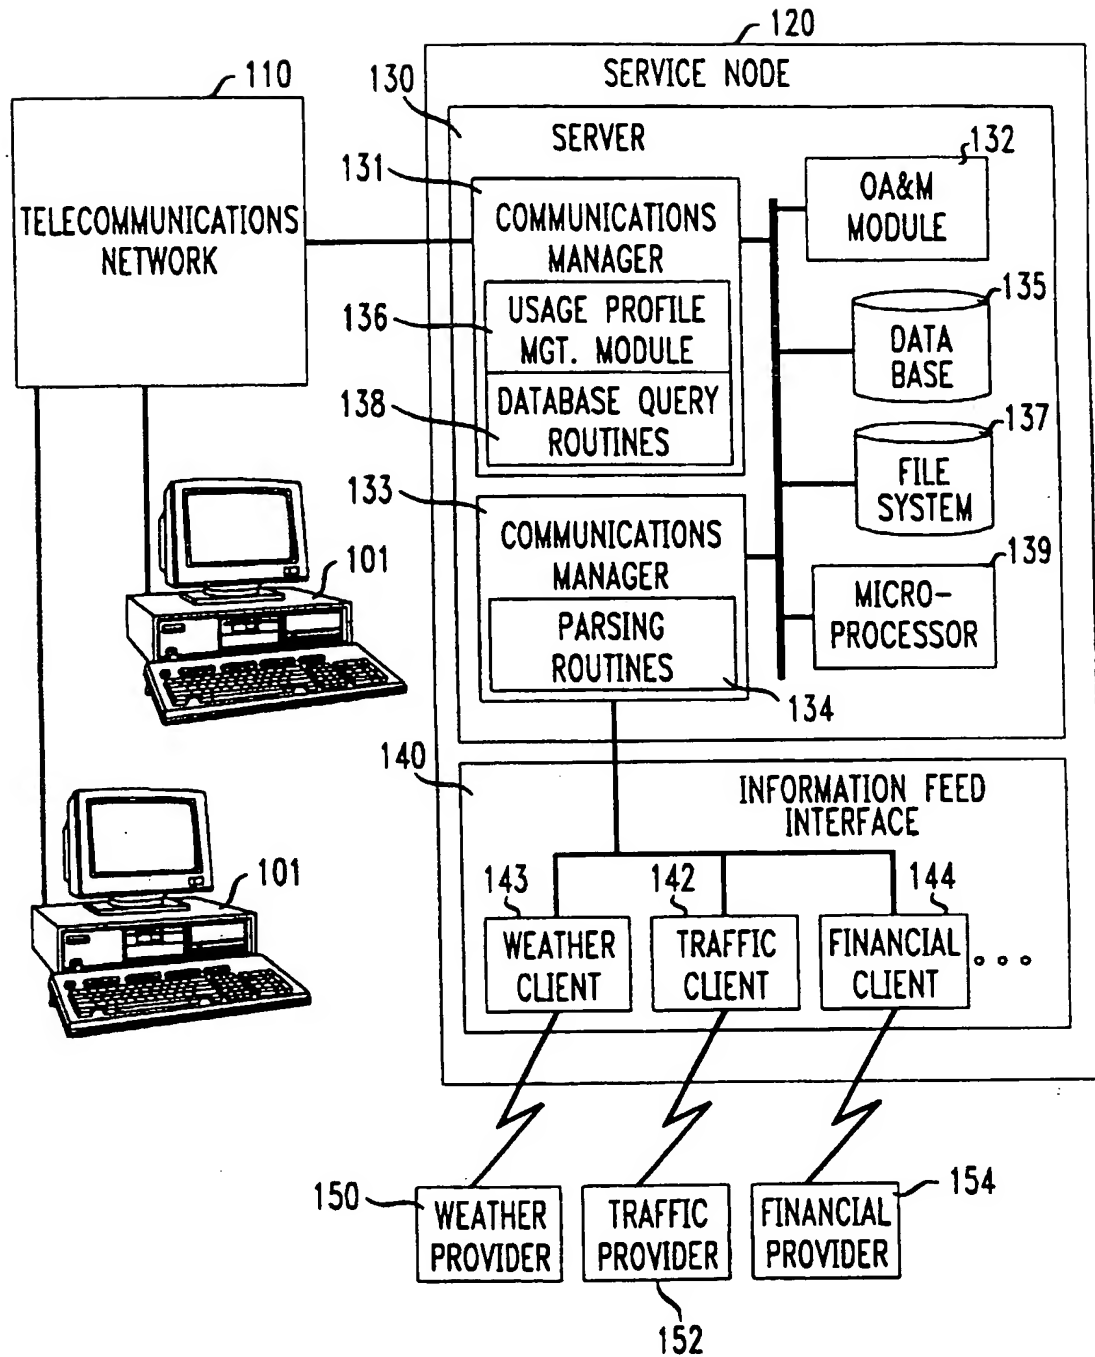 120
SERVICE NODE
110
130
SERVER
132
131
OA&M
MODULE
COMMUNICATIONS
MANAGER
TELECOMMUNICATIONS
NETWORK
135
DATA
BASE
136
USAGE PROFILE
MGT. MODULE
138
DATABASE QUERY
ROUTINES
137
FILE
SYSTEM
133
COMMUNICATIONS
MANAGER
139
MICRO-
PROCESSOR
101
PARSING
ROUTINES
134
140
INFORMATION FEED
INTERFACE
101
143
142
144
WEATHER
CLIENT
TRAFFIC
CLIENT
FINANCIAL
CLIENT
150
WEATHER
PROVIDER
TRAFFIC
PROVIDER
154
FINANCIAL
PROVIDER
152